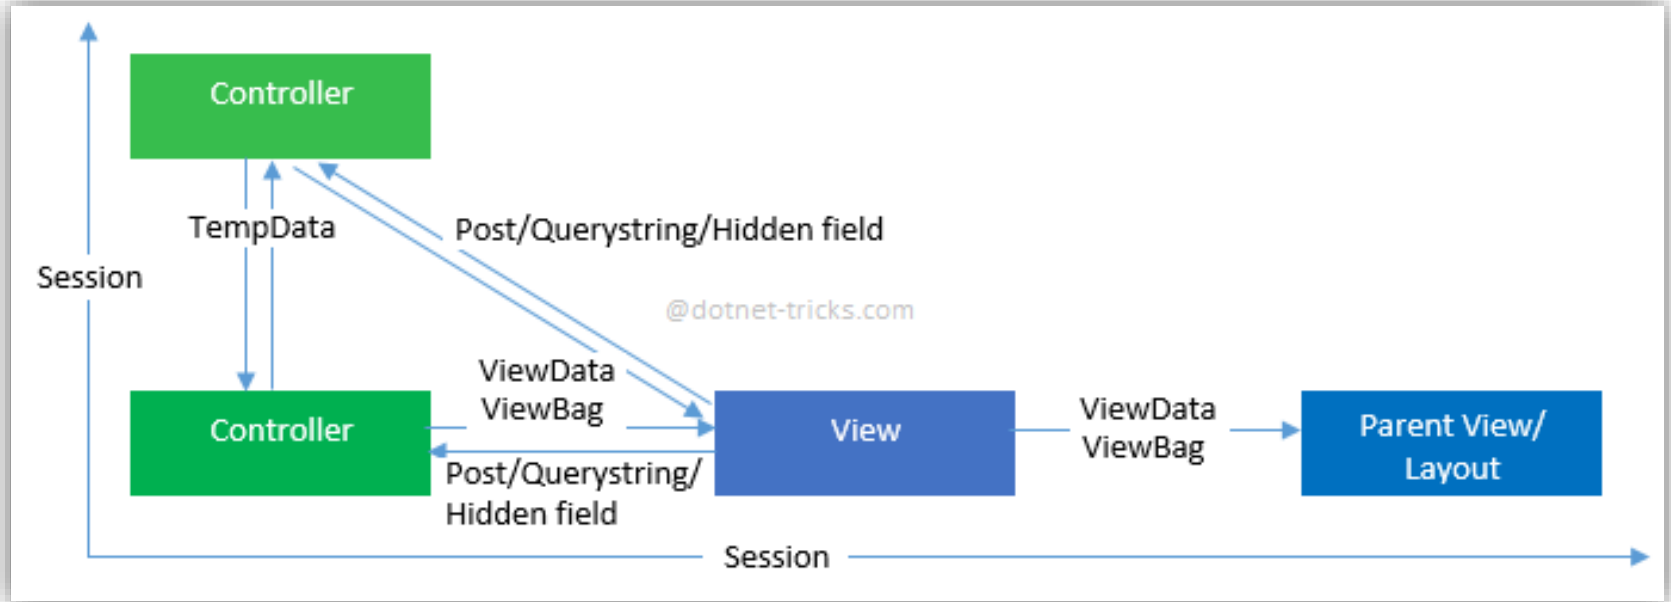 Controller
TempData
Post/Querystring/Hidden field
Session
@dotnet-tricks.com
ViewData
ViewBag
Controller
View
ViewData
ViewBag
Parent View/
Layout
Post/Querystring/
Hidden field
Session